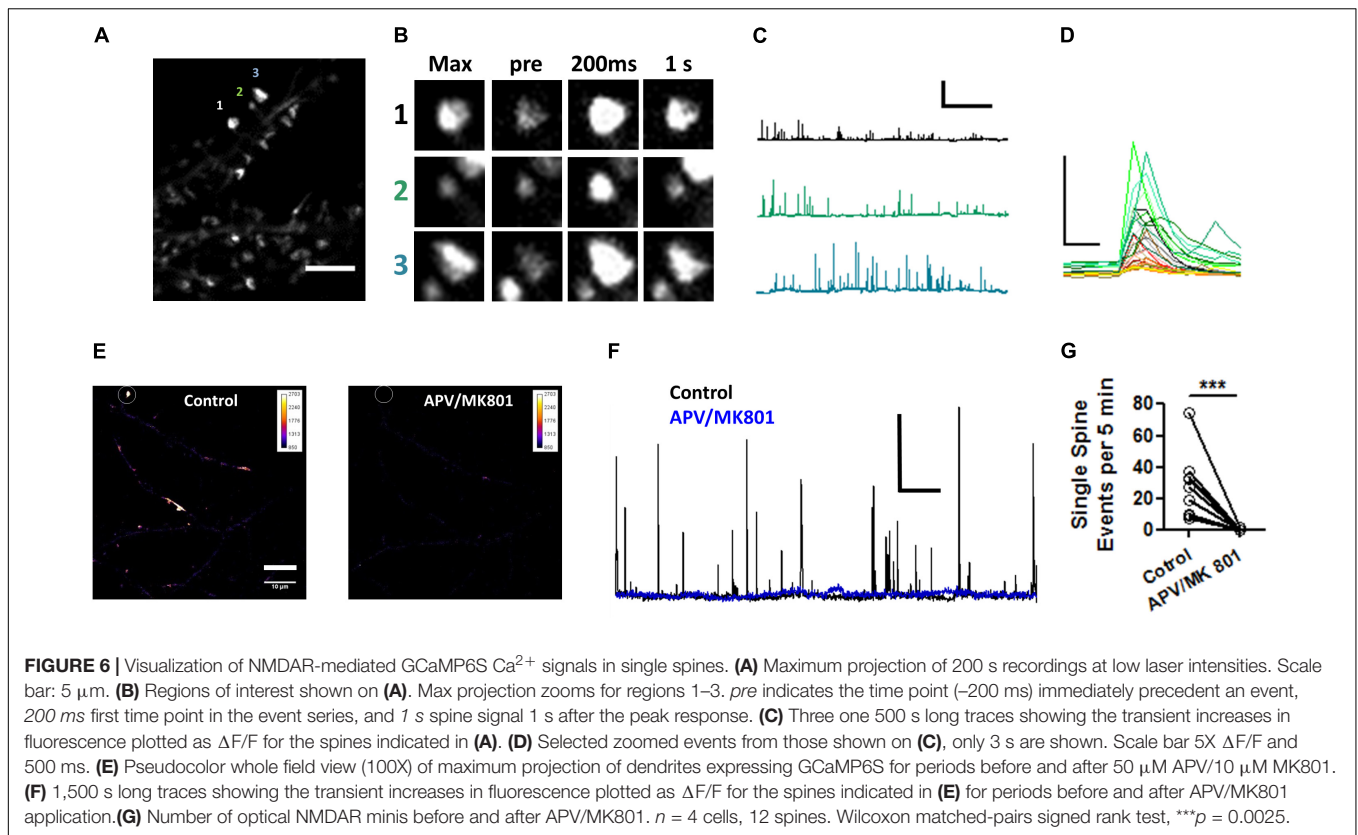 A
B
C
D
3
2
1
Max pre 200ms 1 s
1
2
3
E
F
G
Control
2703
2240
1776
1313
850
10 µm
APV/MK801
2703
2240
1776
1313
850
Control
APV/MK801
***
Single Spine
Events per 5 min
80
60
40
20
0
Cotrol
APV/MK 801
FIGURE 6 | Visualization of NMDAR-mediated GCaMP6S Ca2+ signals in single spines. (A) Maximum projection of 200 s recordings at low laser intensities. Scale
bar: 5 µm. (B) Regions of interest shown on (A). Max projection zooms for regions 1–3. pre indicates the time point (–200 ms) immediately precedent an event,
200 ms first time point in the event series, and 1 s spine signal 1 s after the peak response. (C) Three one 500 s long traces showing the transient increases in
fluorescence plotted as ΔF/F for the spines indicated in (A). (D) Selected zoomed events from those shown on (C), only 3 s are shown. Scale bar 5X ΔF/F and
500 ms. (E) Pseudocolor whole field view (100X) of maximum projection of dendrites expressing GCaMP6S for periods before and after 50 µM APV/10 µM MK801.
(F) 1,500 s long traces showing the transient increases in fluorescence plotted as ΔF/F for the spines indicated in (E) for periods before and after APV/MK801
application.(G) Number of optical NMDAR minis before and after APV/MK801. n = 4 cells, 12 spines. Wilcoxon matched-pairs signed rank test, ***p = 0.0025.